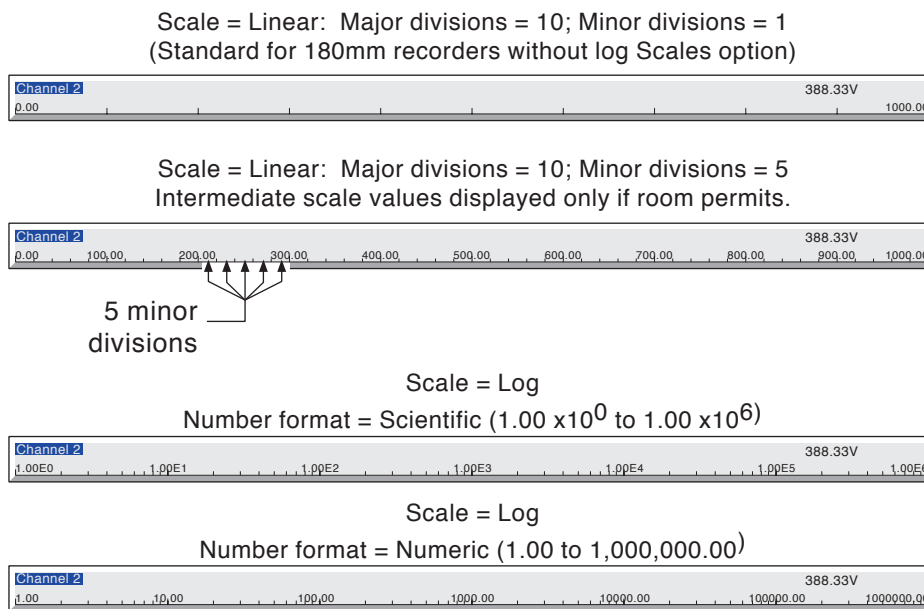 Scale = Linear:  Major divisions = 10; Minor divisions = 1
(Standard for 180mm recorders without log Scales option)
Channel 2 388.33V
0.00 1000.00
Scale = Linear:  Major divisions = 10; Minor divisions = 5
Intermediate scale values displayed only if room permits.
Channel 2 388.33V
0.00 100.00 200.00 300.00 400.00 500.00 600.00 700.00 800.00 900.00 1000.00
5 minor
divisions
Scale = Log
Number format = Scientific (1.00 x10⁰ to 1.00 x10⁶)
Channel 2 388.33V
1.00E0 1.00E1 1.00E2 1.00E3 1.00E4 1.00E5 1.00E6
Scale = Log
Number format = Numeric (1.00 to 1,000,000.00)
Channel 2 388.33V
1.00 10.00 100.00 1000.00 10000.00 100000.00 1000000.00